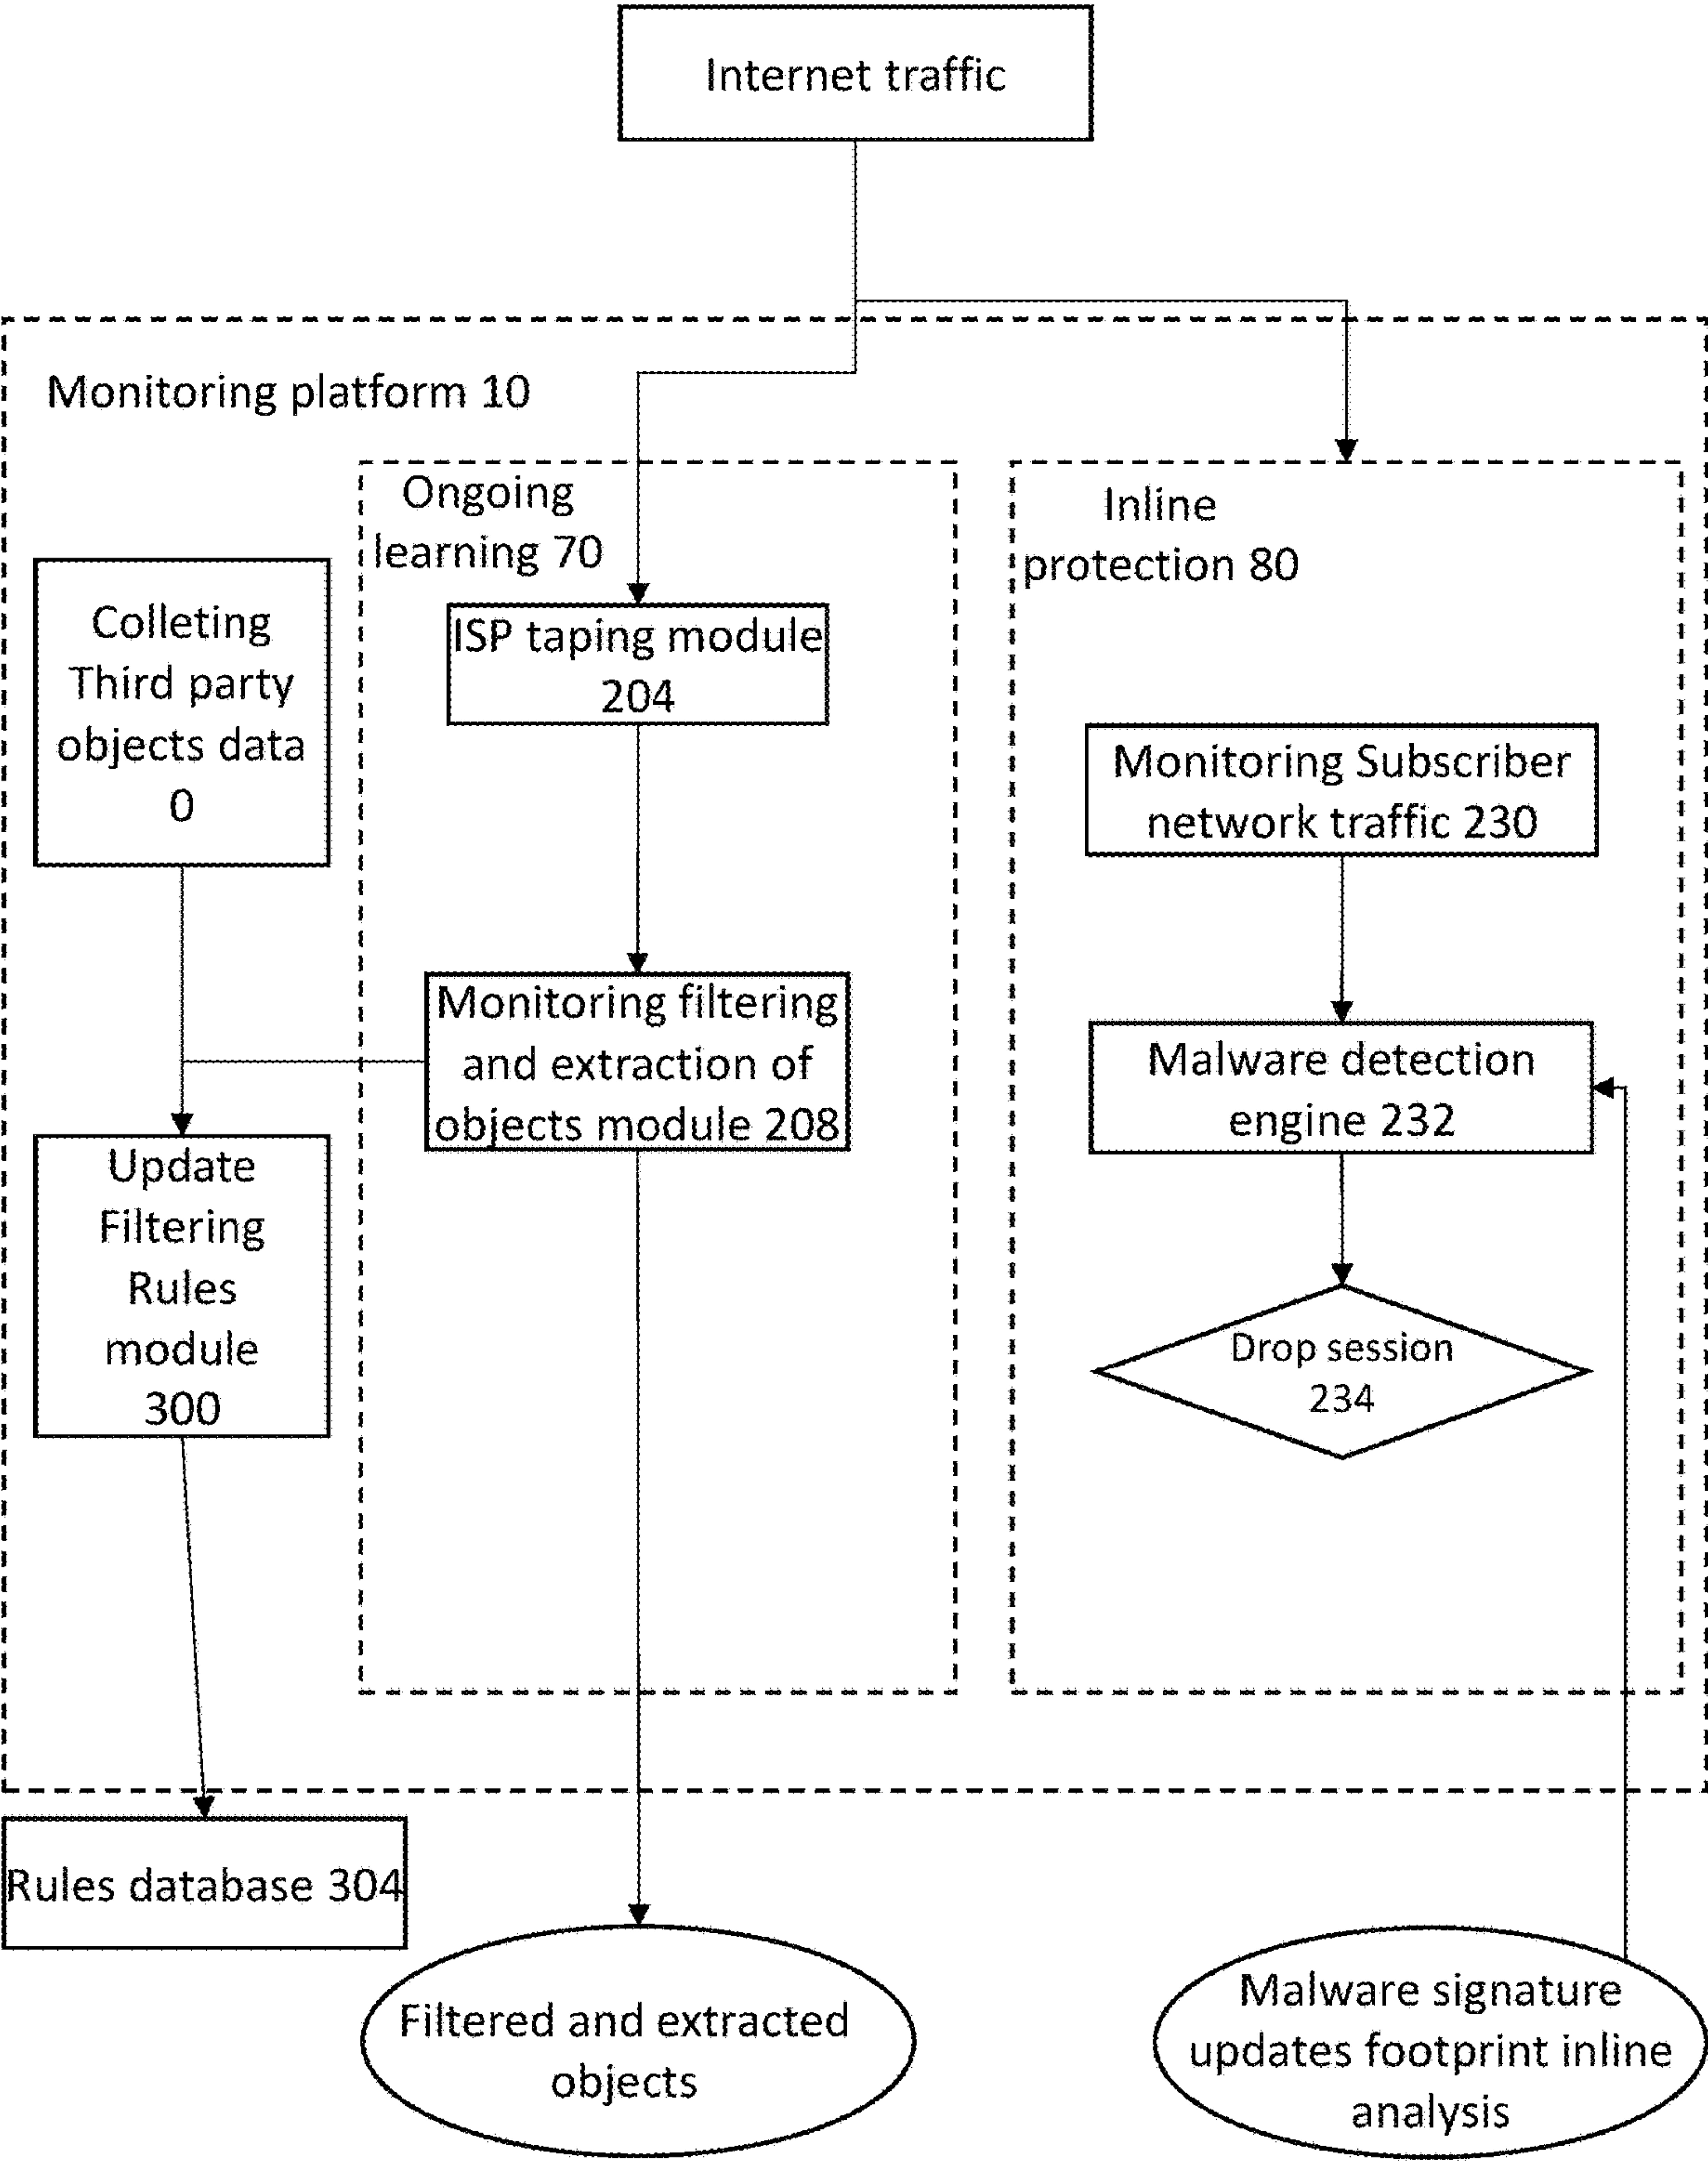 Internet traffic
Monitoring platform 10
Ongoing
learning 70
Inline
protection 80
Colleting
Third party
objects data
0
ISP taping module
204
Monitoring Subscriber
network traffic 230
Monitoring filtering
and extraction of
objects module 208
Malware detection
engine 232
Update
Filtering
Rules
module
300
Drop session
234
Rules database 304
Filtered and extracted
objects
Malware signature
updates footprint inline
analysis